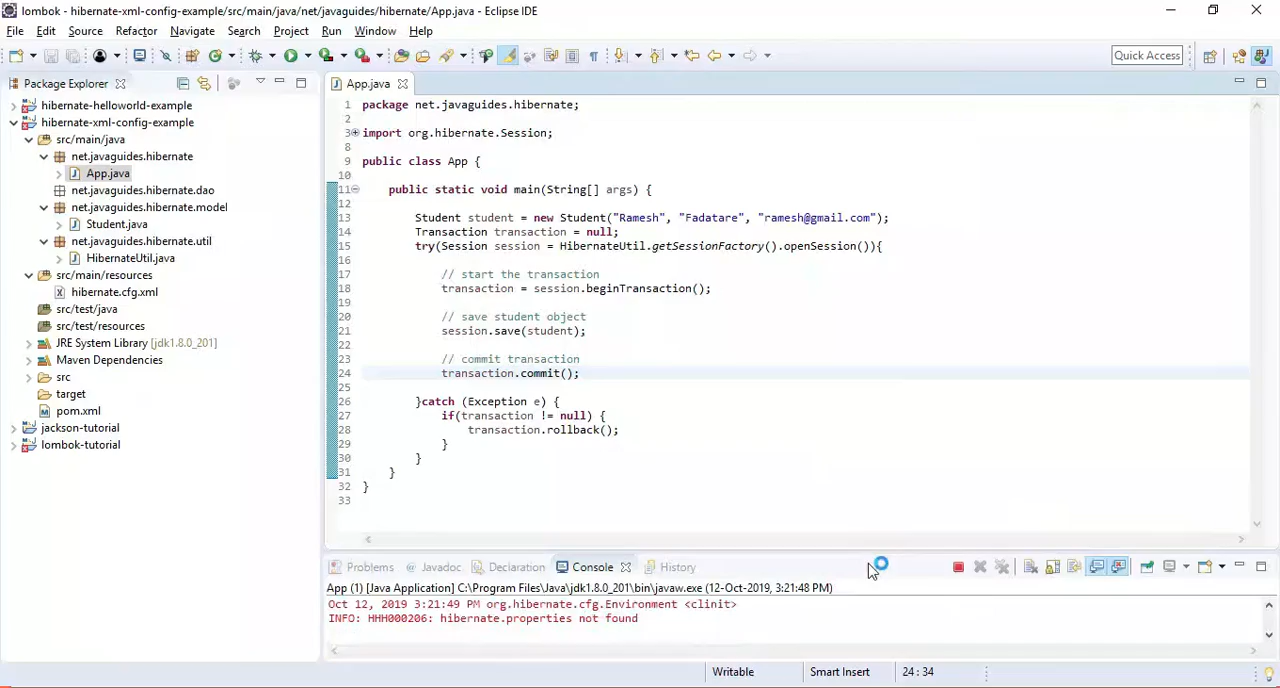 lombok - hibernate-xml-config-example/src/main/java/net/javaguides/hibernate/App.java - Eclipse IDE
File Edit Source Refactor Navigate Search Project Run Window Help
Quick Access
Package Explorer
hibernate-helloworld-example
hibernate-xml-config-example
src/main/java
net.javaguides.hibernate
App.java
net.javaguides.hibernate.dao
net.javaguides.hibernate.model
Student.java
net.javaguides.hibernate.util
HibernateUtil.java
src/main/resources
hibernate.cfg.xml
src/test/java
src/test/resources
JRE System Library [jdk1.8.0_201]
Maven Dependencies
src
target
pom.xml
jackson-tutorial
lombok-tutorial
App.java
1 package net.javaguides.hibernate;
2
3 import org.hibernate.Session;
8
9 public class App {
10
11 public static void main(String[] args) {
12
13 Student student = new Student("Ramesh", "Fadatare", "ramesh@gmail.com");
14 Transaction transaction = null;
15 try(Session session = HibernateUtil.getSessionFactory().openSession()){
16
17 // start the transaction
18 transaction = session.beginTransaction();
19
20 // save student object
21 session.save(student);
22
23 // commit transaction
24 transaction.commit();
25
26 }catch (Exception e) {
27 if(transaction != null) {
28 transaction.rollback();
29 }
30 }
31 }
32 }
33
Problems Javadoc Declaration Console History
App (1) [Java Application] C:\Program Files\Java\jdk1.8.0_201\bin\javaw.exe (12-Oct-2019, 3:21:48 PM)
Oct 12, 2019 3:21:49 PM org.hibernate.cfg.Environment <clinit>
INFO: HHH000206: hibernate.properties not found
Writable Smart Insert 24 : 34